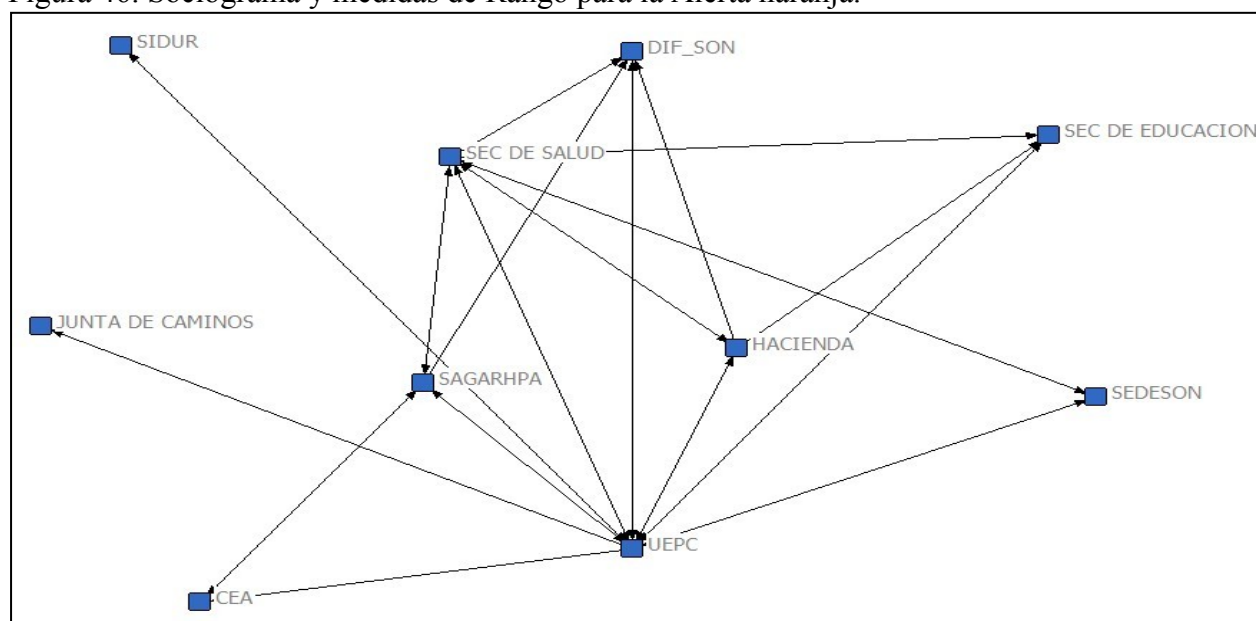 Figura 40. Sociograma y medidas de Rango para la Alerta naranja.
SIDUR
DIF_SON
SEC DE EDUCACION
SEC DE SALUD
JUNTA DE CAMINOS
HACIENDA
SAGARHPA
SEDESON
UEPC
CEA